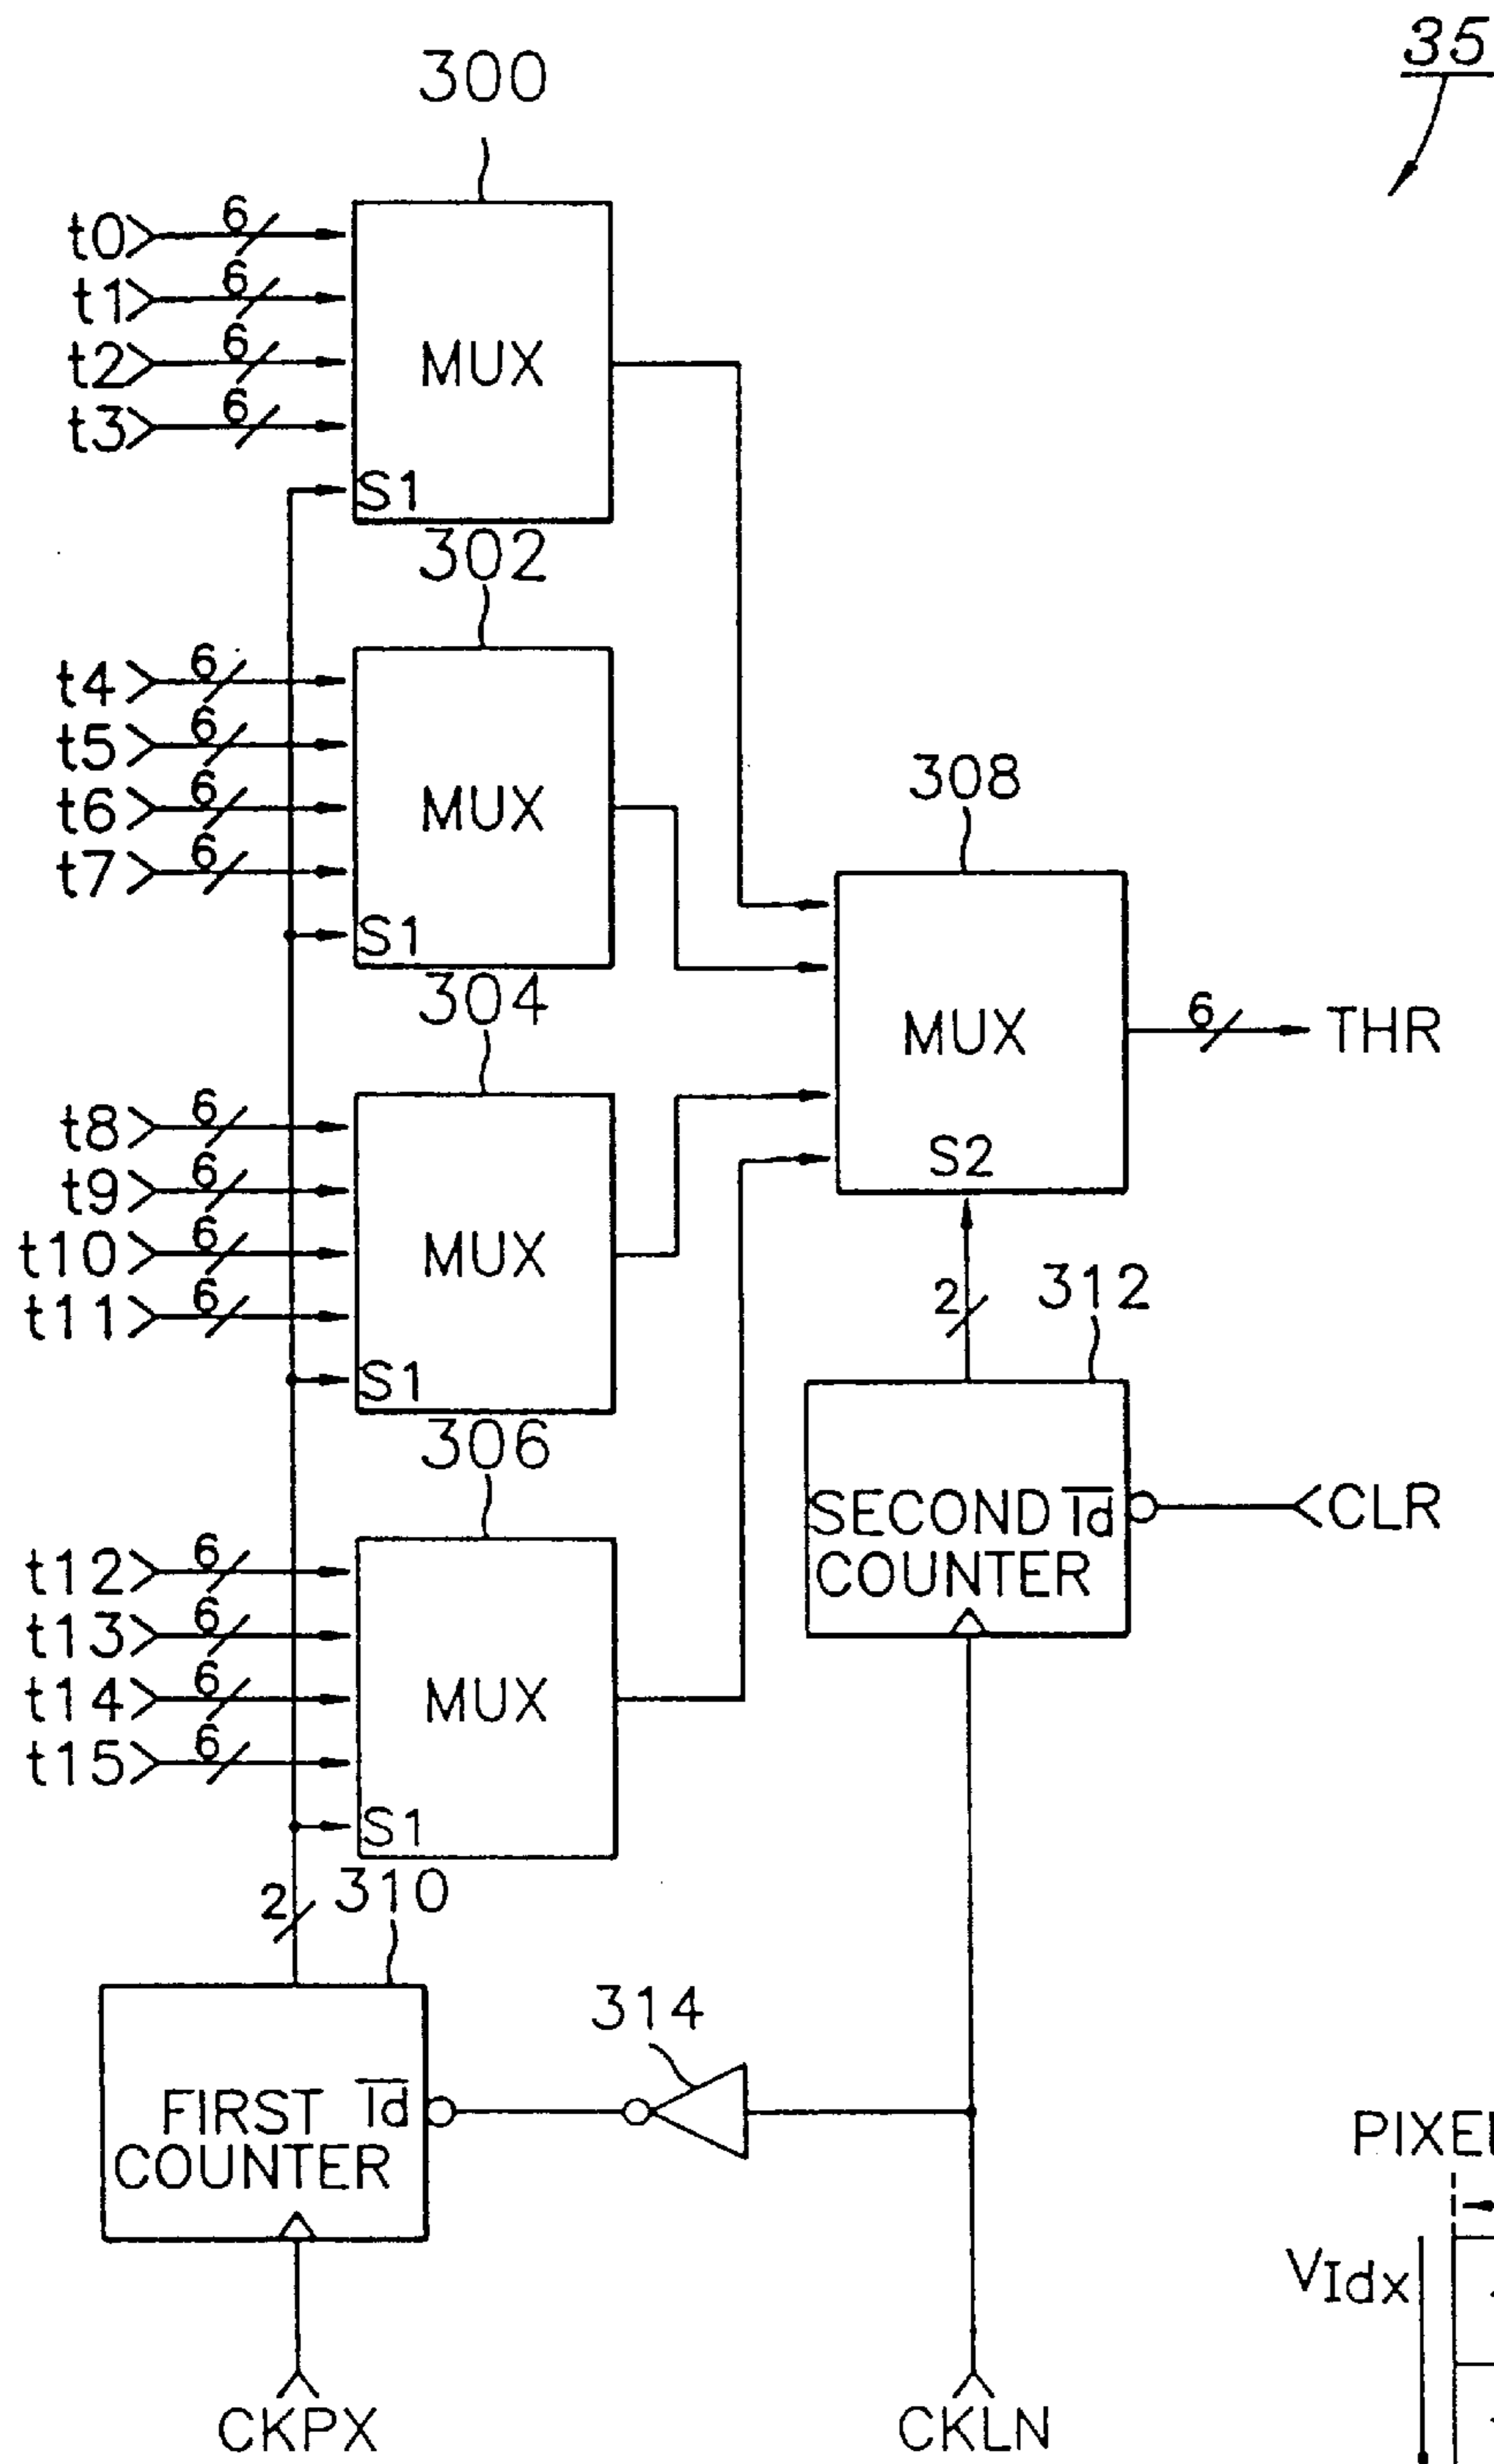 35
300
t0 6
t1 6
t2 6
t3 6
MUX
S1
302
t4 6
t5 6
t6 6
t7 6
MUX
S1
304
t8 6
t9 6
t10 6
t11 6
MUX
S1
306
t12 6
t13 6
t14 6
t15 6
MUX
S1
308
MUX
S2
6 THR
2
312
SECOND ld
COUNTER
CLR
2
310
FIRST ld
COUNTER
314
CKPX
CKLN
VIdx